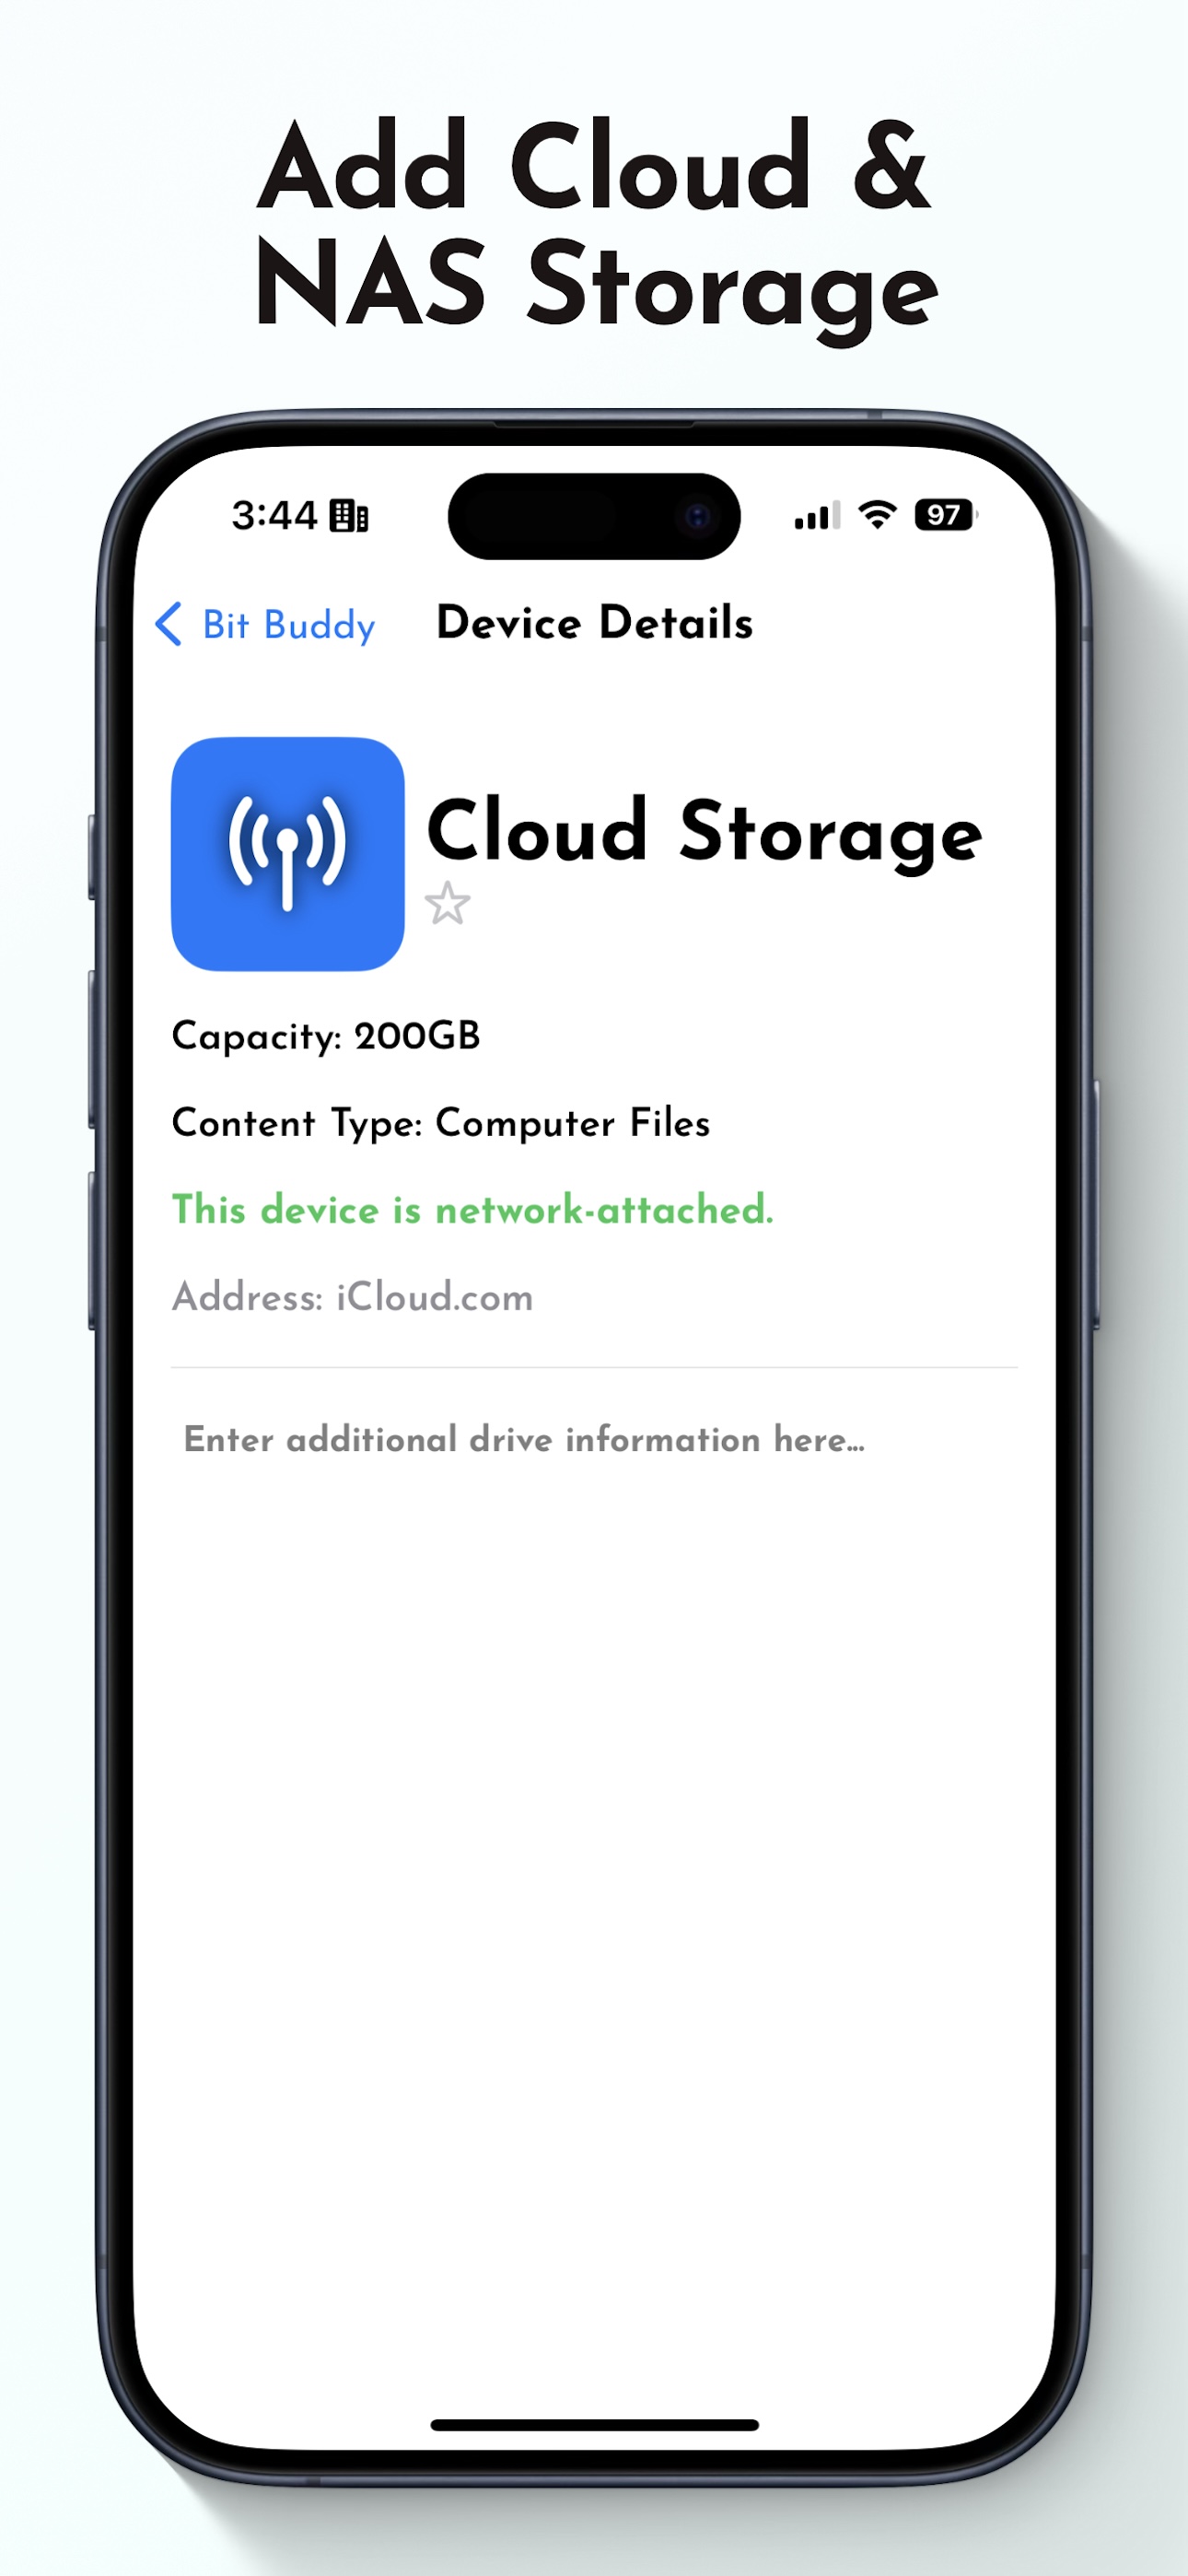 Add Cloud &
NAS Storage
3:44
97
Bit Buddy
Device Details
Cloud Storage
Capacity: 200GB
Content Type: Computer Files
This device is network-attached.
Address: iCloud.com
Enter additional drive information here...